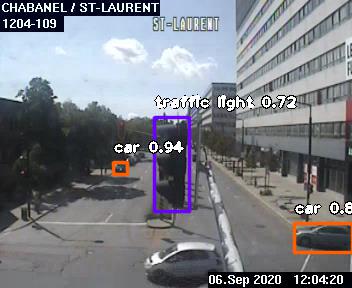 CHABANEL / ST-LAURENT
1204-109
ST-LAURENT
traffic light 0.72
car 0.94
car 0.8
06.Sep 2020 12:04:20